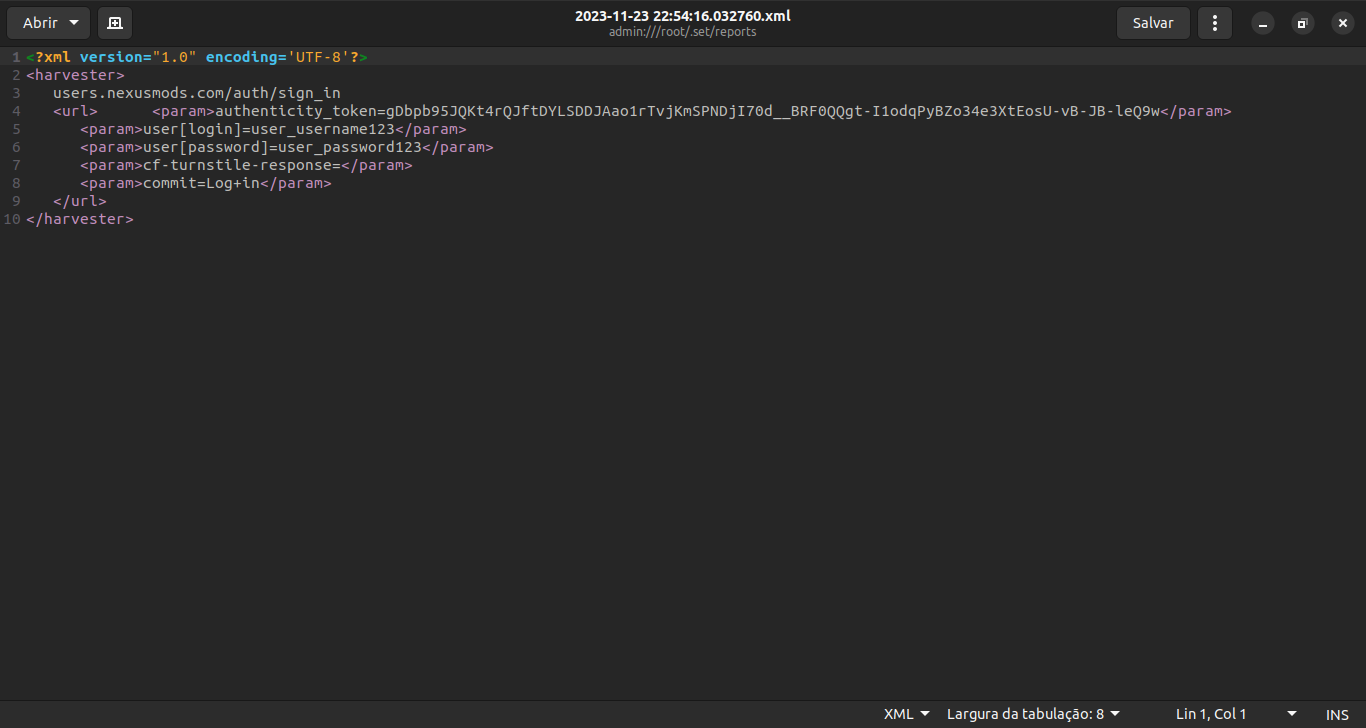 Abrir
2023-11-23 22:54:16.032760.xml
admin:///root/.set/reports
Salvar
1 <?xml version="1.0" encoding='UTF-8'?>
2 <harvester>
3    users.nexusmods.com/auth/sign_in
4    <url>      <param>authenticity_token=gDbpb95JQKt4rQJftDYLSDDJAao1rTvjKmSPNDjI70d__BRF0QQgt-I1odqPyBZo34e3XtEosU-vB-JB-leQ9w</param>
5       <param>user[login]=user_username123</param>
6       <param>user[password]=user_password123</param>
7       <param>cf-turnstile-response=</param>
8       <param>commit=Log+in</param>
9    </url>
10 </harvester>
XML Largura da tabulação: 8 Lin 1, Col 1 INS